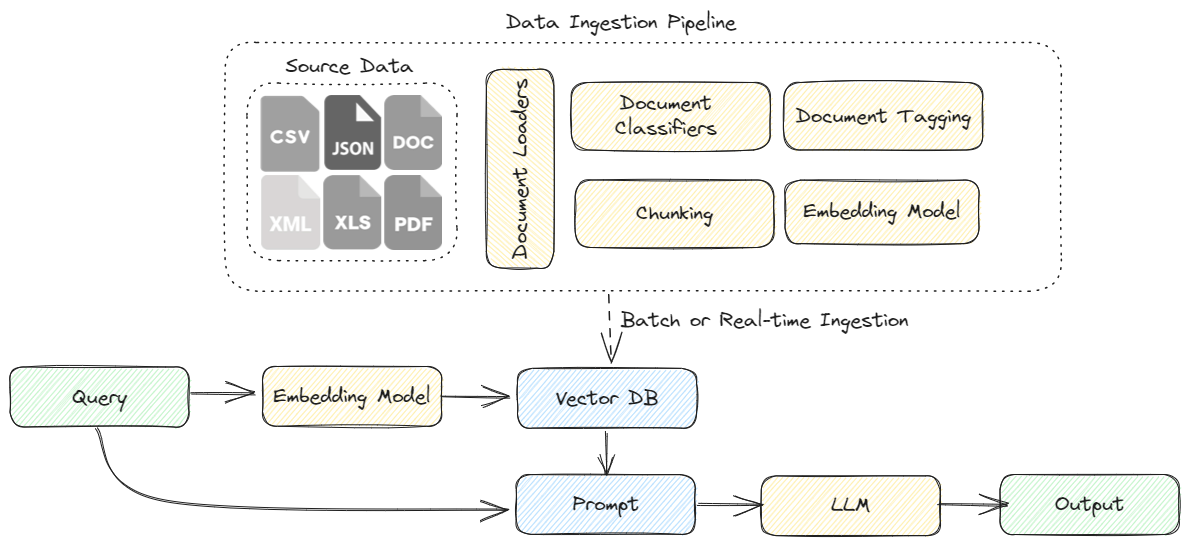 Data Ingestion Pipeline
Source Data
CSV
JSON
DOC
XML
XLS
PDF
Document Loaders
Document
Classifiers
Document Tagging
Chunking
Embedding Model
Batch or Real-time Ingestion
Query
Embedding Model
Vector DB
Prompt
LLM
Output